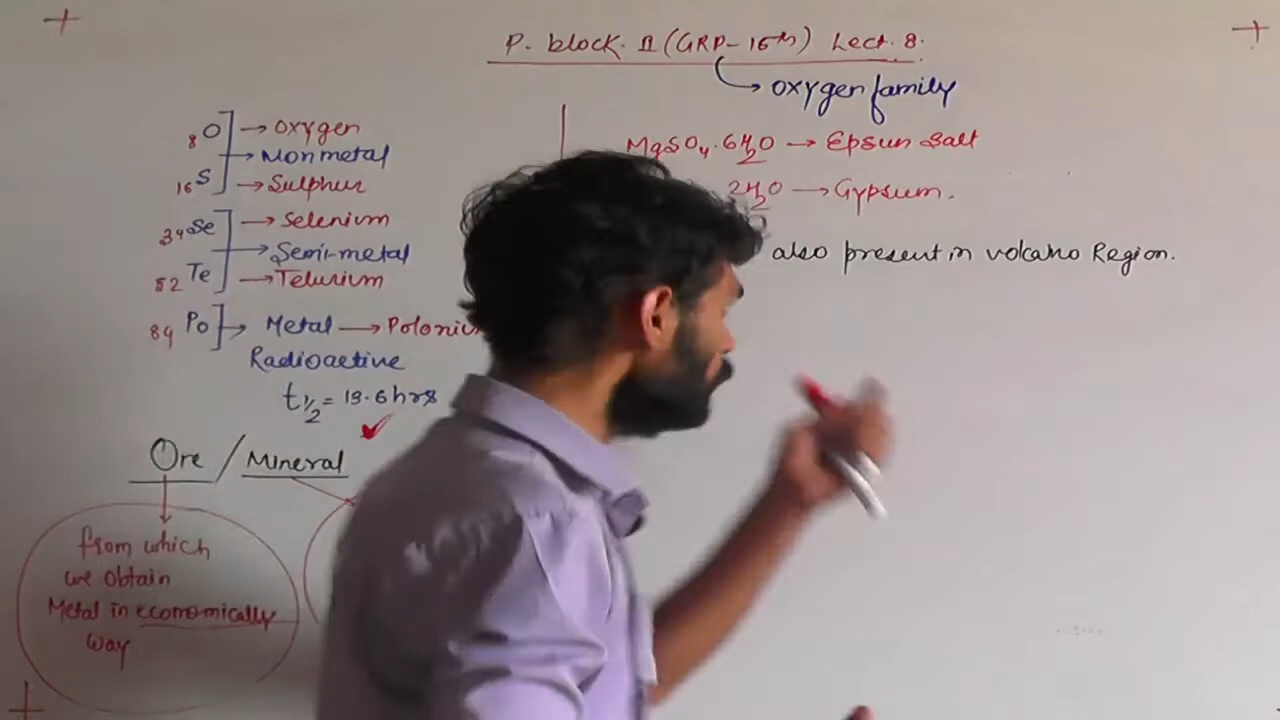 P. block. II (GRP-16th) Lect. 8.
oxygen family
8O → oxygen
Nonmetal
16S → Sulphur
34Se → Selenium
Semi-metal
52Te → Telurium
84Po → Metal → Poloniu
Radioactive
t1/2 = 13.6 hrs
Ore / Mineral
from which
we obtain
Metal in economically
way
MgSO4.6H2O → Epsun Salt
2H2O → Gypsum.
also present in volcano Region.